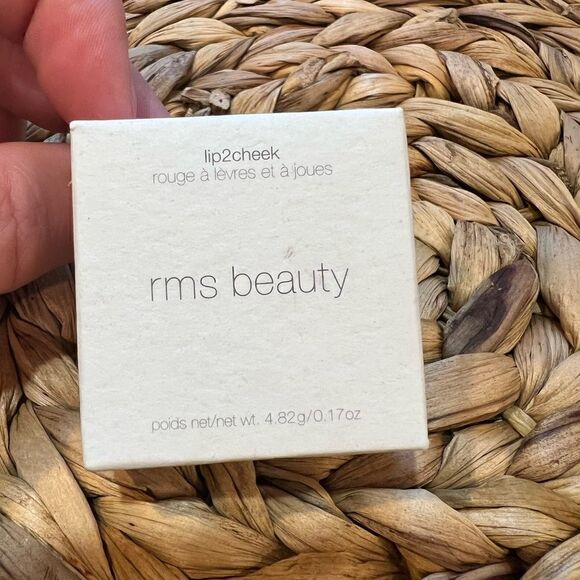 lip2cheek
rouge à lèvres et à joues
rms beauty
poids net/net wt. 4.82g/0.17oz